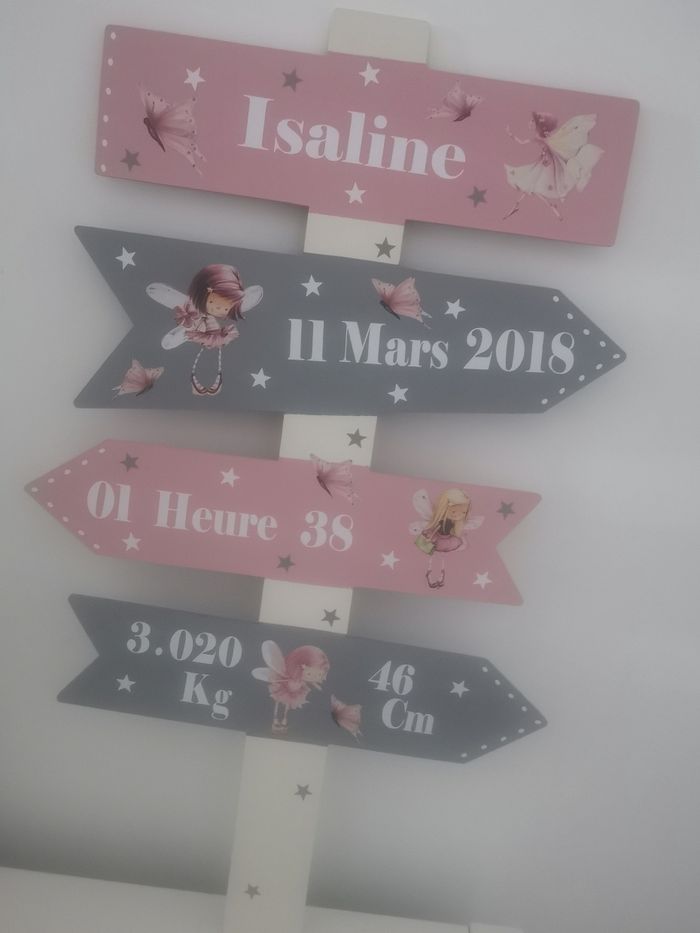 Isaline
11 Mars 2018
01 Heure 38
3.020
Kg
46
Cm